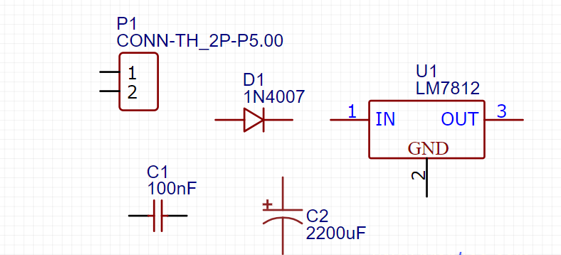 P1
CONN-TH_2P-P5.00
1
2
D1
1N4007
U1
LM7812
1
IN
OUT
3
GND
2
C1
100nF
+
C2
2200uF